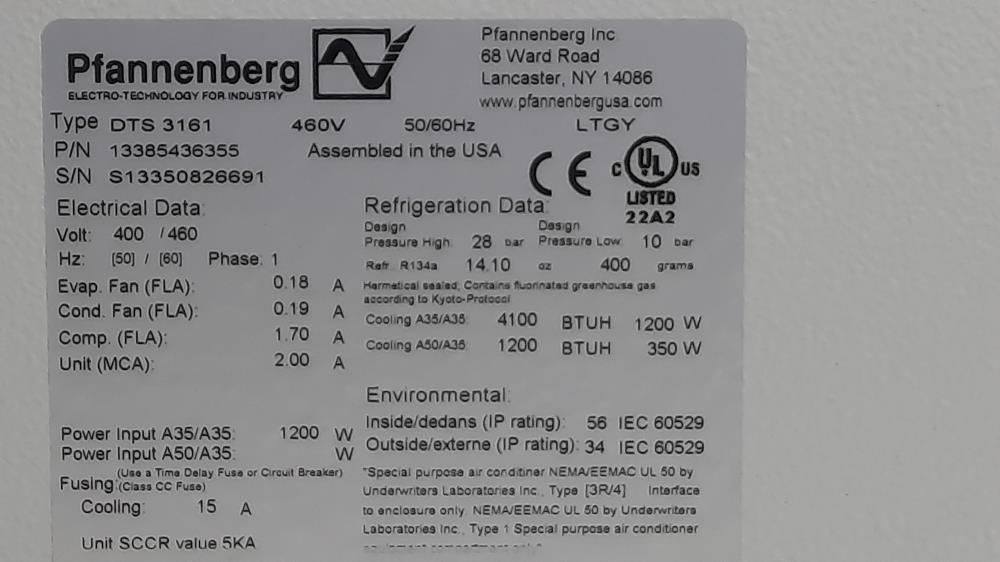 Pfannenberg
ELECTRO-TECHNOLOGY FOR INDUSTRY
Pfannenberg Inc
68 Ward Road
Lancaster, NY 14086
www.pfannenbergusa.com
Type DTS 3161 460V 50/60Hz LTGY
P/N 13385436355 Assembled in the USA
S/N S13350826691
CE C UL US
LISTED
22A2
Electrical Data:
Volt: 400 / 460
Hz: [50] / [60] Phase: 1
Evap. Fan (FLA): 0.18 A
Cond. Fan (FLA): 0.19 A
Comp. (FLA): 1.70 A
Unit (MCA): 2.00 A
Power Input A35/A35: 1200 W
Power Input A50/A35: W
(Use a Time Delay Fuse or Circuit Breaker)
Fusing: (Class CC Fuse)
Cooling: 15 A
Unit SCCR value 5KA
Refrigeration Data:
Design Design
Pressure High: 28 bar Pressure Low: 10 bar
Refr. R134a 14.10 oz 400 grams
Hermetical sealed; Contains fluorinated greenhouse gas
according to Kyoto-Protocol
Cooling A35/A35: 4100 BTUH 1200 W
Cooling A50/A35: 1200 BTUH 350 W
Environmental:
Inside/dedans (IP rating): 56 IEC 60529
Outside/externe (IP rating): 34 IEC 60529
"Special purpose air conditiner NEMA/EEMAC UL 50 by
Underwriters Laboratories Inc., Type [3R/4] Interface
to enclosure only. NEMA/EEMAC UL 50 by Underwriters
Laboratories Inc., Type 1 Special purpose air conditioner